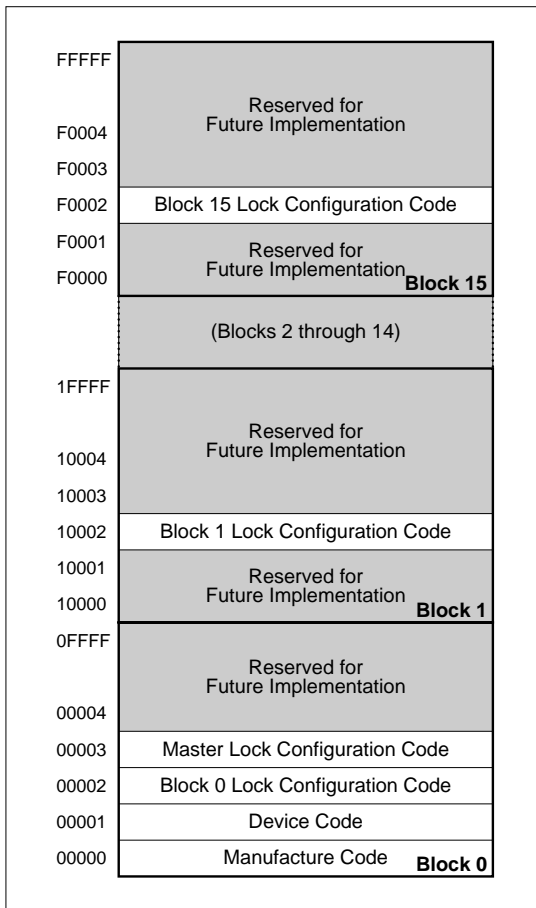 FFFFF
Reserved for
Future Implementation
F0004
F0003
F0002 Block 15 Lock Configuration Code
F0001
Reserved for
Future Implementation
F0000
Block 15
(Blocks 2 through 14)
1FFFF
Reserved for
Future Implementation
10004
10003
10002 Block 1 Lock Configuration Code
10001
Reserved for
Future Implementation
10000
Block 1
0FFFF
Reserved for
Future Implementation
00004
00003 Master Lock Configuration Code
00002 Block 0 Lock Configuration Code
00001 Device Code
00000 Manufacture Code
Block 0